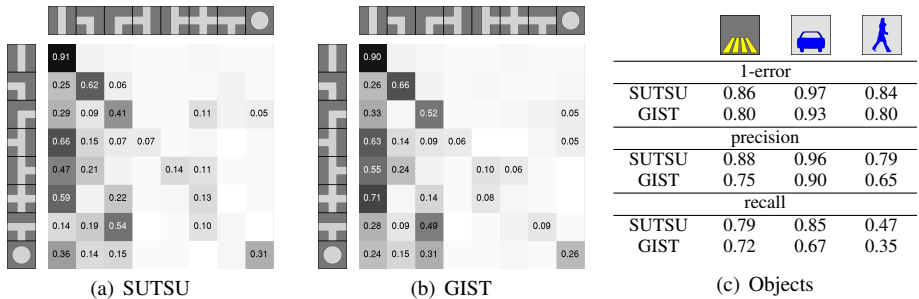 0.91
0.25 0.62 0.06
0.29 0.09 0.41 0.11 0.05
0.66 0.15 0.07 0.07
0.47 0.21 0.14 0.11
0.59 0.22 0.13
0.14 0.19 0.54 0.10
0.36 0.14 0.15 0.31
(a) SUTSU
0.90
0.26 0.66
0.33 0.52 0.05
0.63 0.14 0.09 0.06 0.05
0.55 0.24 0.10 0.06
0.71 0.14 0.08
0.28 0.09 0.49 0.09
0.24 0.15 0.31 0.26
(b) GIST
1-error
SUTSU 0.86 0.97 0.84
GIST 0.80 0.93 0.80
precision
SUTSU 0.88 0.96 0.79
GIST 0.75 0.90 0.65
recall
SUTSU 0.79 0.85 0.47
GIST 0.72 0.67 0.35
(c) Objects